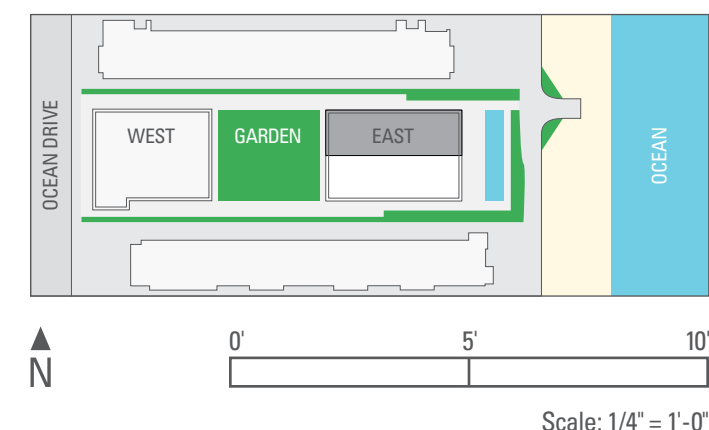 OCEAN DRIVE
WEST
GARDEN
EAST
OCEAN
N
0'
5'
10'
Scale: 1/4" = 1'-0"